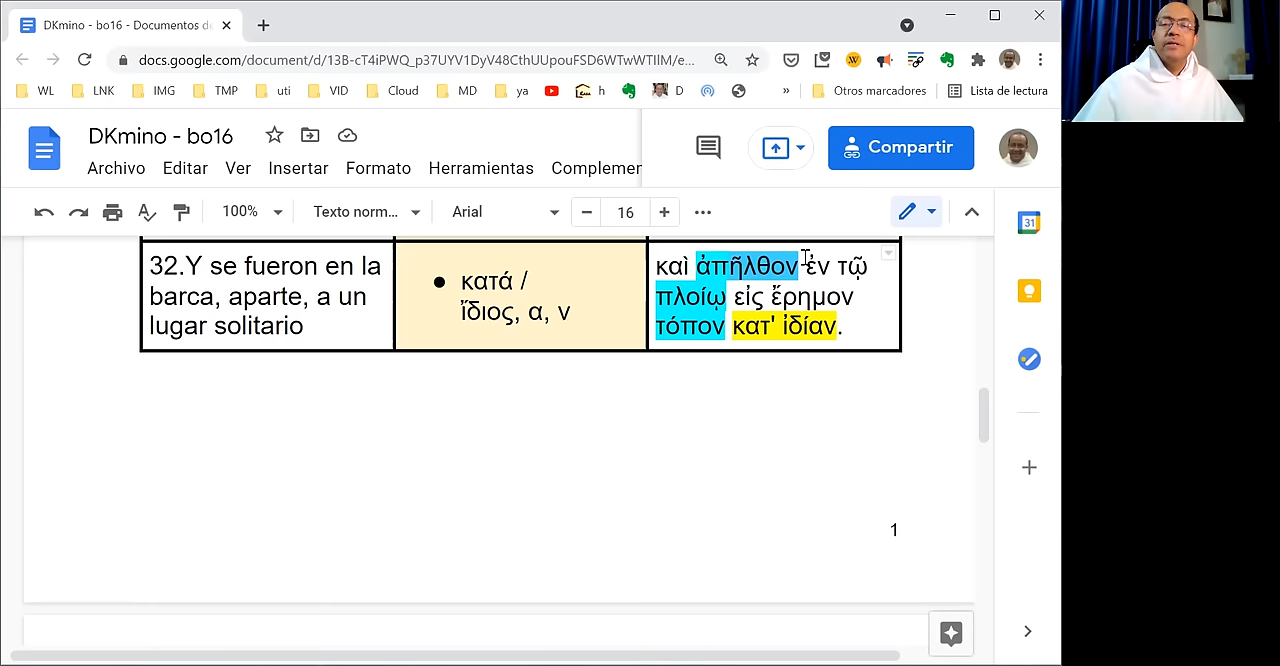 DKmino - bo16 - Documentos de
docs.google.com/document/d/13B-cT4iPWQ_p37UYV1DyV48CthUUpouFSD6WTwWTIlM/e...
WL LNK IMG TMP uti VID Cloud MD ya h D » Otros marcadores Lista de lectura
DKmino - bo16
Archivo Editar Ver Insertar Formato Herramientas Complemen
Compartir
100% Texto norm... Arial − 16 + ...
31
32.Y se fueron en la
barca, aparte, a un
lugar solitario
● κατά /
ἴδιος, α, ν
καὶ ἀπῆλθον ἐν τῷ
πλοίῳ εἰς ἔρημον
τόπον κατ' ἰδίαν.
1